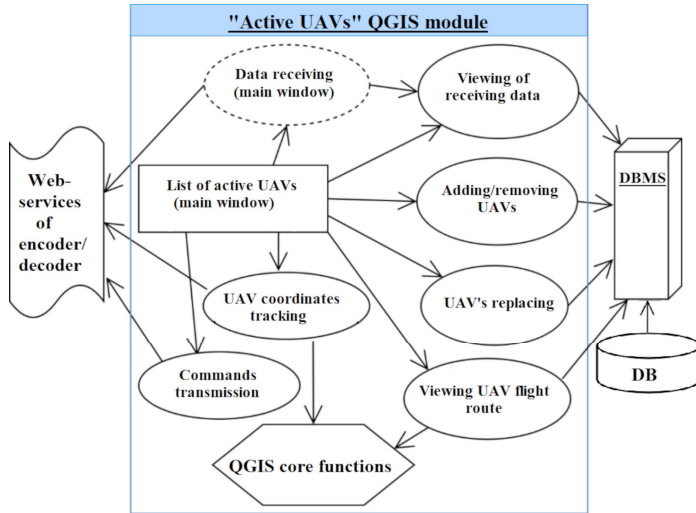 "Active UAVs" QGIS module
Data receiving
(main window)
Viewing of
receiving data
Web-
services of
encoder/
decoder
List of active UAVs
(main window)
Adding/removing
UAVs
DBMS
UAV coordinates
tracking
UAV's replacing
Commands
transmission
Viewing UAV flight
route
DB
QGIS core functions